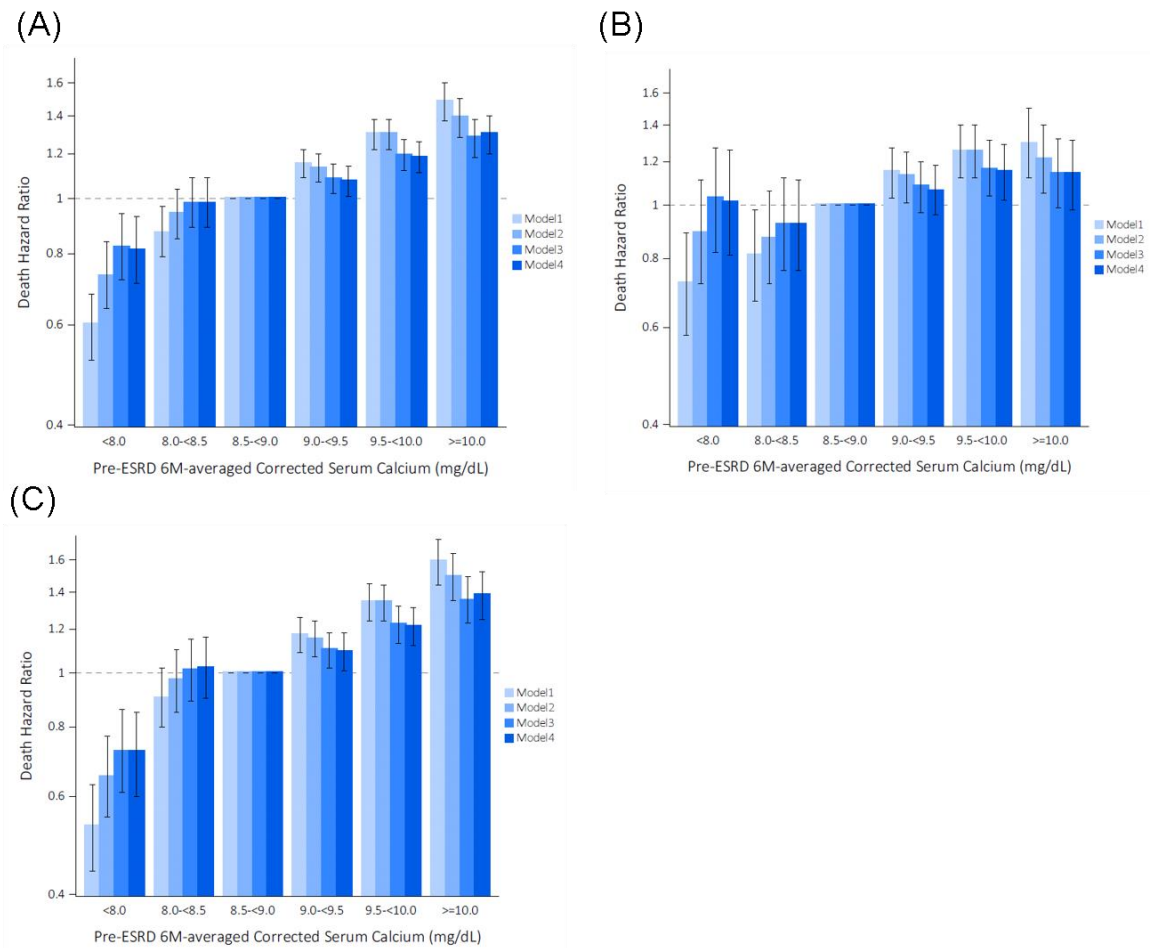 (A)
1.6
1.4
1.2
1
0.8
0.6
0.4
Death Hazard Ratio
<8.0
8.0-<8.5
8.5-<9.0
9.0-<9.5
9.5-<10.0
>=10.0
Pre-ESRD 6M-averaged Corrected Serum Calcium (mg/dL)
Model1
Model2
Model3
Model4
(B)
1.6
1.4
1.2
1
0.8
0.6
0.4
Death Hazard Ratio
<8.0
8.0-<8.5
8.5-<9.0
9.0-<9.5
9.5-<10.0
>=10.0
Pre-ESRD 6M-averaged Corrected Serum Calcium (mg/dL)
Model1
Model2
Model3
Model4
(C)
1.6
1.4
1.2
1
0.8
0.6
0.4
Death Hazard Ratio
<8.0
8.0-<8.5
8.5-<9.0
9.0-<9.5
9.5-<10.0
>=10.0
Pre-ESRD 6M-averaged Corrected Serum Calcium (mg/dL)
Model1
Model2
Model3
Model4